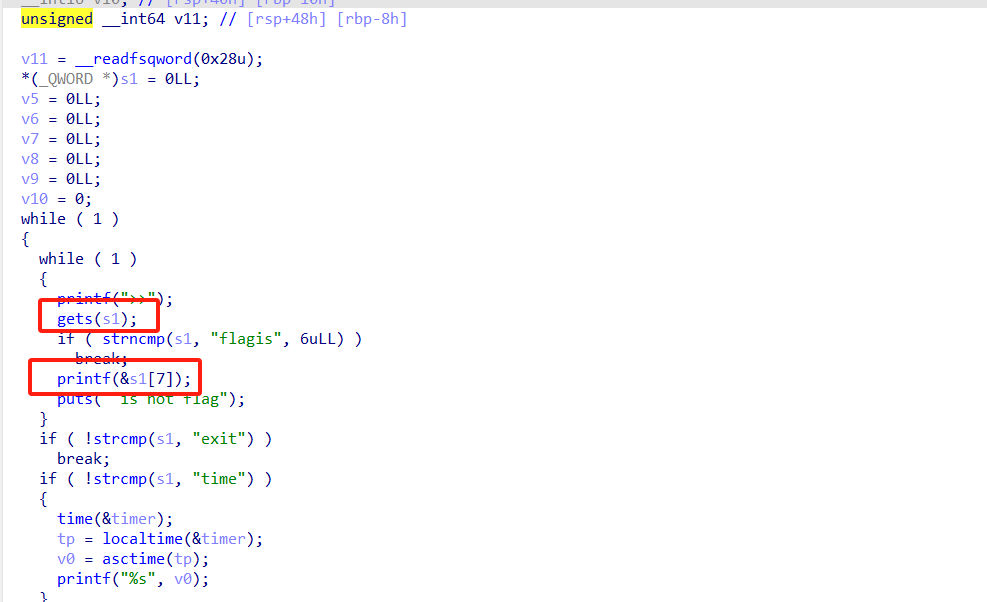 __int16 v10; // [rsp+46h] [rbp-10h]
unsigned __int64 v11; // [rsp+48h] [rbp-8h]
v11 = __readfsqword(0x28u);
*(_QWORD *)s1 = 0LL;
v5 = 0LL;
v6 = 0LL;
v7 = 0LL;
v8 = 0LL;
v9 = 0LL;
v10 = 0;
while ( 1 )
{
while ( 1 )
{
printf(">>");
gets(s1);
if ( strncmp(s1, "flagis", 6uLL) )
break;
printf(&s1[7]);
puts(" is not flag");
}
if ( !strcmp(s1, "exit") )
break;
if ( !strcmp(s1, "time") )
{
time(&timer);
tp = localtime(&timer);
v0 = asctime(tp);
printf("%s", v0);
}